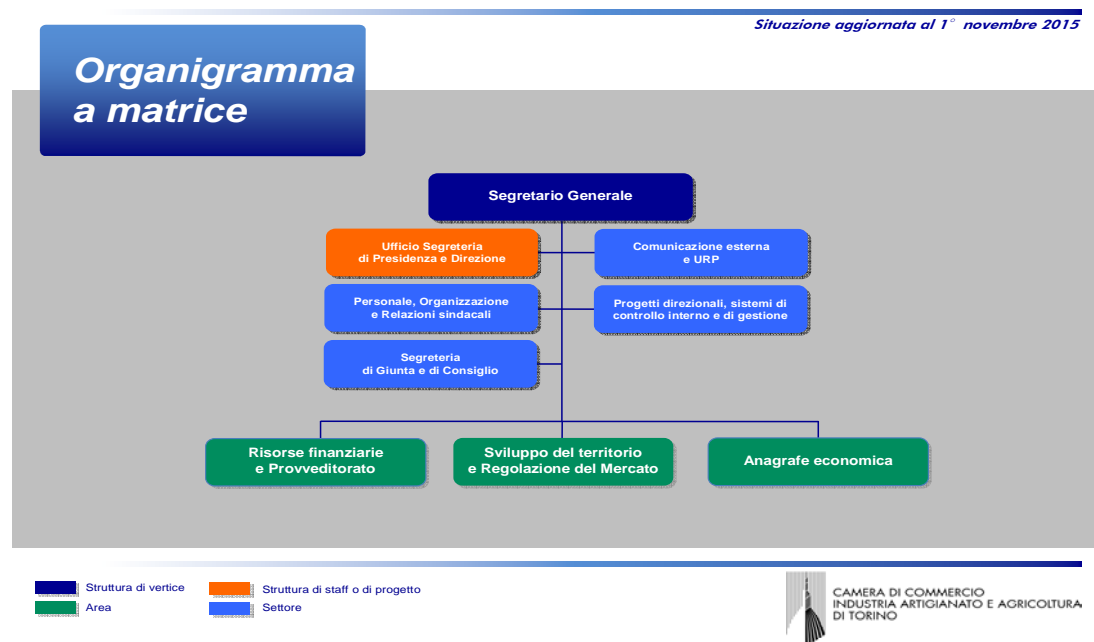 Situazione aggiornata al 1° novembre 2015
Organigramma
a matrice
Segretario Generale
Ufficio Segreteria
di Presidenza e Direzione
Comunicazione esterna
e URP
Personale, Organizzazione
e Relazioni sindacali
Progetti direzionali, sistemi di
controllo interno e di gestione
Segreteria
di Giunta e di Consiglio
Risorse finanziarie
e Provveditorato
Sviluppo del territorio
e Regolazione del Mercato
Anagrafe economica
Struttura di vertice
Struttura di staff o di progetto
Area
Settore
CAMERA DI COMMERCIO
INDUSTRIA ARTIGIANATO E AGRICOLTURA
DI TORINO